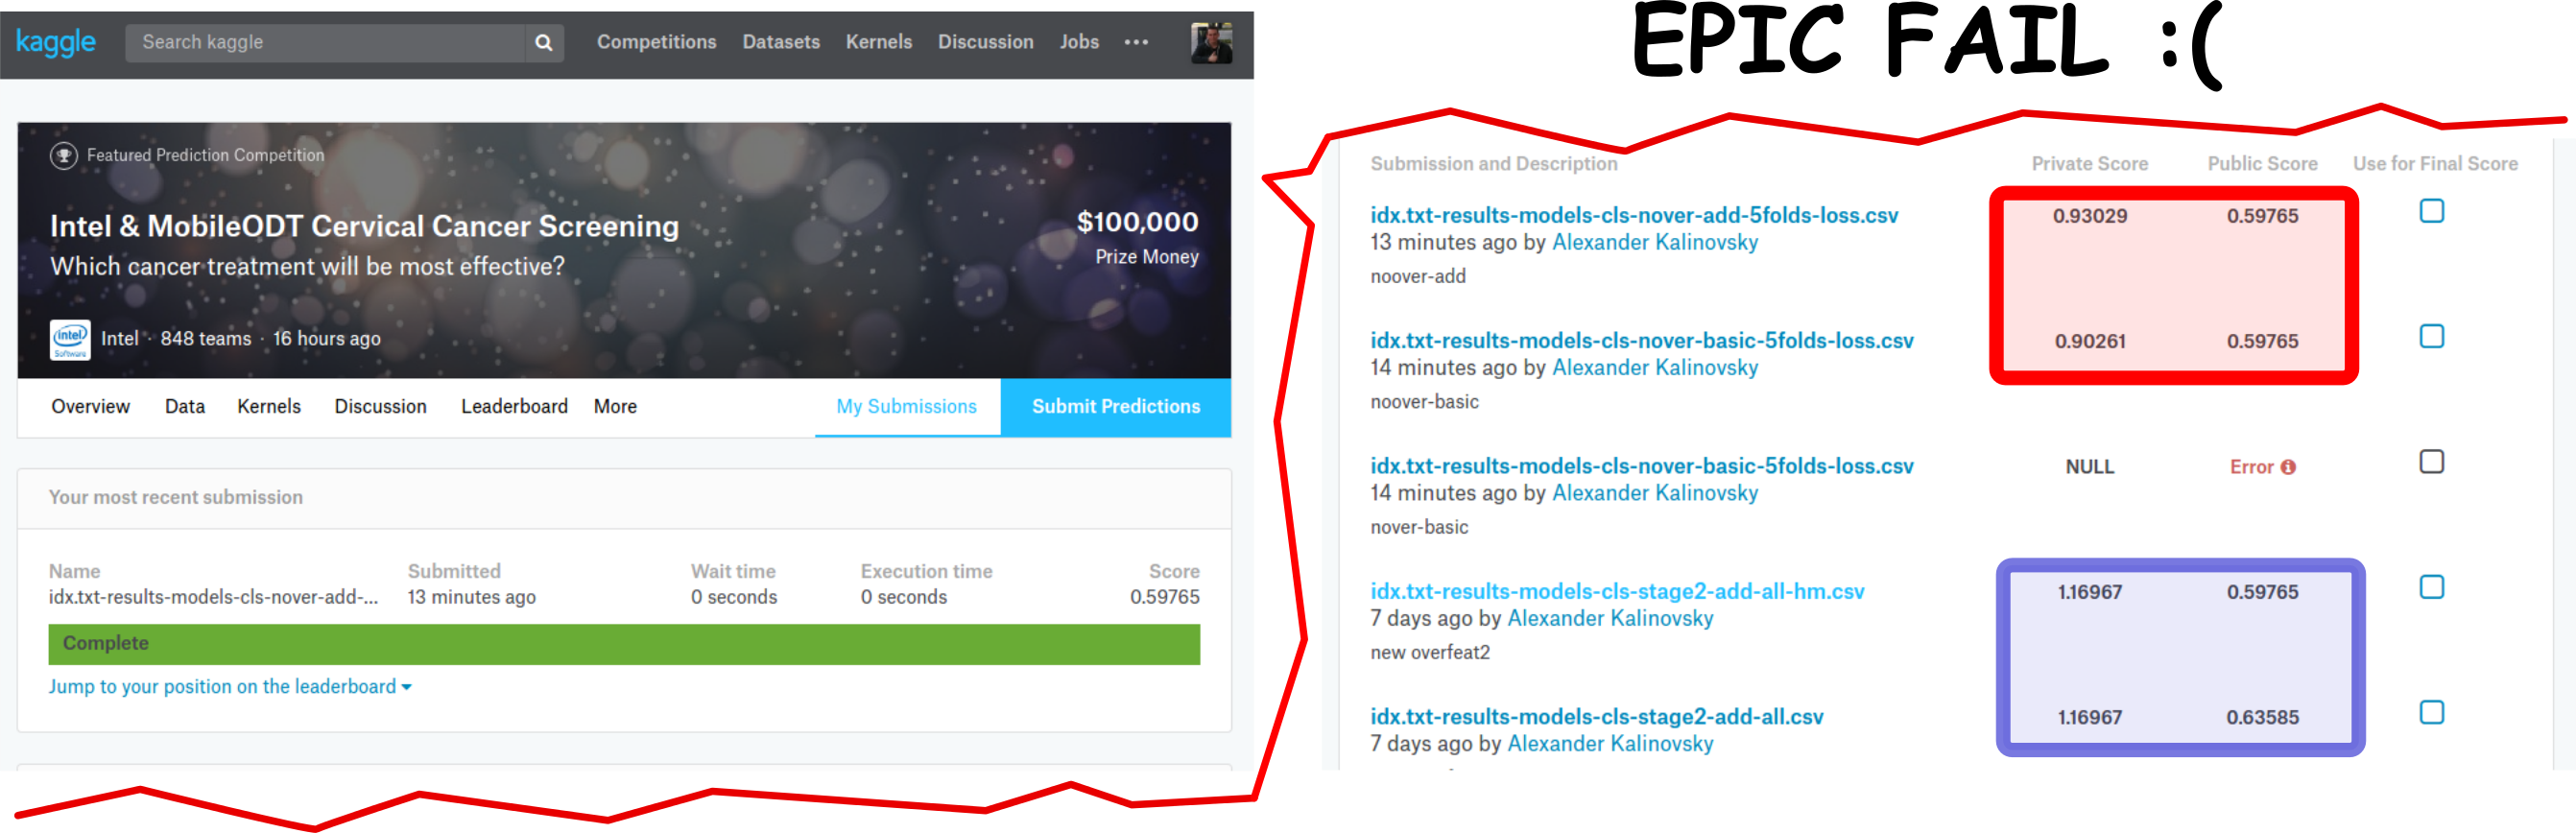 EPIC FAIL :(
kaggle
Search kaggle
Competitions Datasets Kernels Discussion Jobs •••
Featured Prediction Competition
Intel & MobileODT Cervical Cancer Screening
Which cancer treatment will be most effective?
$100,000
Prize Money
intel
Software
Intel · 848 teams · 16 hours ago
Overview Data Kernels Discussion Leaderboard More My Submissions Submit Predictions
Your most recent submission
Name Submitted Wait time Execution time Score
idx.txt-results-models-cls-nover-add-... 13 minutes ago 0 seconds 0 seconds 0.59765
Complete
Jump to your position on the leaderboard
Submission and Description Private Score Public Score Use for Final Score
idx.txt-results-models-cls-nover-add-5folds-loss.csv 0.93029 0.59765
13 minutes ago by Alexander Kalinovsky
noover-add
idx.txt-results-models-cls-nover-basic-5folds-loss.csv 0.90261 0.59765
14 minutes ago by Alexander Kalinovsky
noover-basic
idx.txt-results-models-cls-nover-basic-5folds-loss.csv NULL Error
14 minutes ago by Alexander Kalinovsky
nover-basic
idx.txt-results-models-cls-stage2-add-all-hm.csv 1.16967 0.59765
7 days ago by Alexander Kalinovsky
new overfeat2
idx.txt-results-models-cls-stage2-add-all.csv 1.16967 0.63585
7 days ago by Alexander Kalinovsky